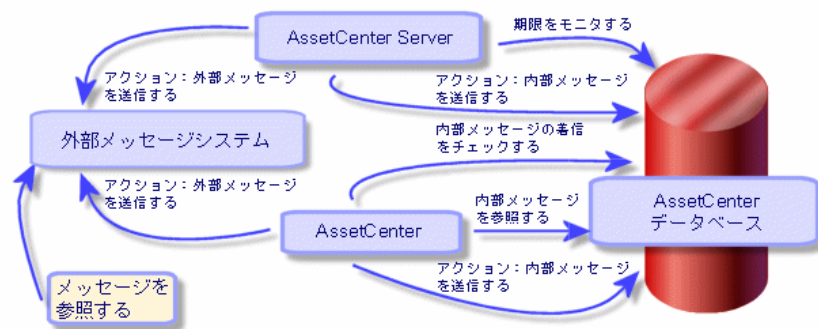 AssetCenter Server
期限をモニタする
アクション：外部メッセージ
を送信する
アクション：内部メッセージ
を送信する
外部メッセージシステム
内部メッセージの着信
をチェックする
アクション：外部メッセージ
を送信する
AssetCenter
内部メッセージ
を参照する
AssetCenter
データベース
アクション：内部メッセージ
を送信する
メッセージを
参照する